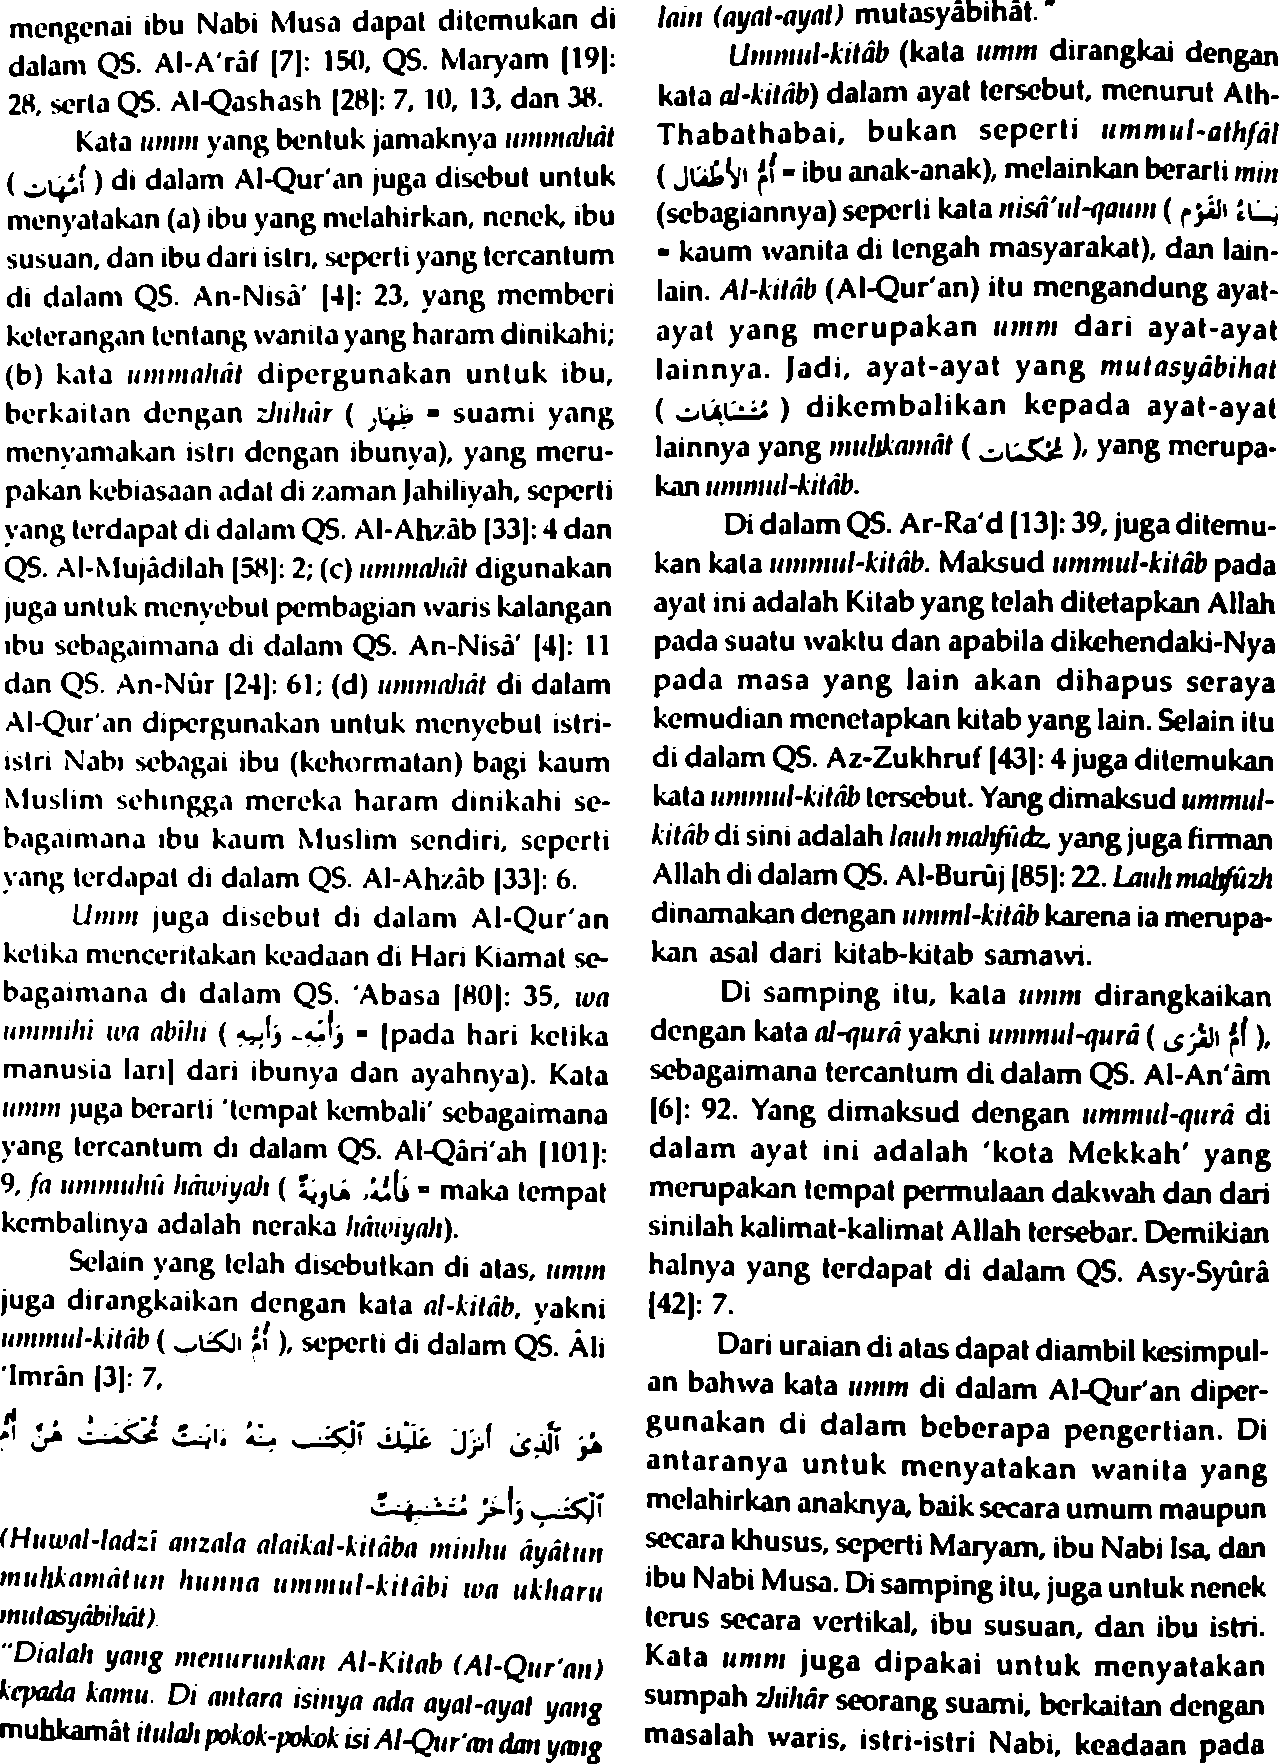 mengenai ibu Nabi Musa dapat ditemukan di
dalam QS. Al-A'râf [7]: 150, QS. Maryam [19]:
28, serta QS. Al-Qashash [28]: 7, 10, 13, dan 38.
Kata umm yang bentuk jamaknya ummahât
( أُمَّهَات ) di dalam Al-Qur'an juga disebut untuk
menyatakan (a) ibu yang melahirkan, nenek, ibu
susuan, dan ibu dari istri, seperti yang tercantum
di dalam QS. An-Nisâ' [4]: 23, yang memberi
keterangan tentang wanita yang haram dinikahi;
(b) kata ummahât dipergunakan untuk ibu,
berkaitan dengan zhihâr ( ظِهَار = suami yang
menyamakan istri dengan ibunya), yang meru-
pakan kebiasaan adat di zaman Jahiliyah, seperti
yang terdapat di dalam QS. Al-Ahzâb [33]: 4 dan
QS. Al-Mujâdilah [58]: 2; (c) ummahât digunakan
juga untuk menyebut pembagian waris kalangan
ibu sebagaimana di dalam QS. An-Nisâ' [4]: 11
dan QS. An-Nûr [24]: 61; (d) ummahât di dalam
Al-Qur'an dipergunakan untuk menyebut istri-
istri Nabi sebagai ibu (kehormatan) bagi kaum
Muslim sehingga mereka haram dinikahi se-
bagaimana ibu kaum Muslim sendiri, seperti
yang terdapat di dalam QS. Al-Ahzâb [33]: 6.
Umm juga disebut di dalam Al-Qur'an
ketika menceritakan keadaan di Hari Kiamat se-
bagaimana di dalam QS. 'Abasa [80]: 35, wa
ummihi wa abihi ( وَأُمِّهِ وَأَبِيهِ = [pada hari ketika
manusia lari] dari ibunya dan ayahnya). Kata
umm juga berarti 'tempat kembali' sebagaimana
yang tercantum di dalam QS. Al-Qâri'ah [101]:
9, fa ummuhû hâwiyah ( فَأُمُّهُ هَاوِيَةٌ = maka tempat
kembalinya adalah neraka hâwiyah).
Selain yang telah disebutkan di atas, umm
juga dirangkaikan dengan kata al-kitâb, yakni
ummul-kitâb ( أُمُّ الكِتَاب ), seperti di dalam QS. Âli
'Imrân [3]: 7,
هُوَ ٱلَّذِىٓ أَنزَلَ عَلَيْكَ ٱلْكِتَٰبَ مِنْهُ ءَايَٰتٌ مُّحْكَمَٰتٌ هُنَّ أُمُّ
ٱلْكِتَٰبِ وَأُخَرُ مُتَشَٰبِهَٰتٌ
(Huwal-ladzî anzala alaikal-kitâba minhu âyâtun
muhkamâtun hunna ummul-kitâbi wa ukharu
mutasyâbihât).
"Dialah yang menurunkan Al-Kitab (Al-Qur'an)
kepada kamu. Di antara isinya ada ayat-ayat yang
muhkamât itulah pokok-pokok isi Al-Qur'an dan yang
lain (ayat-ayat) mutasyâbihât."
Ummul-kitâb (kata umm dirangkai dengan
kata al-kitâb) dalam ayat tersebut, menurut Ath-
Thabathabai, bukan seperti ummul-athfâl
( أُمُّ الأَطْفَال = ibu anak-anak), melainkan berarti min
(sebagiannya) seperti kata nisâ'ul-qaum ( نِسَاءُ القَوْم
= kaum wanita di tengah masyarakat), dan lain-
lain. Al-kitâb (Al-Qur'an) itu mengandung ayat-
ayat yang merupakan umm dari ayat-ayat
lainnya. Jadi, ayat-ayat yang mutasyâbihat
( مُتَشَابِهَات ) dikembalikan kepada ayat-ayat
lainnya yang muhkamât ( مُحْكَمَات ), yang merupa-
kan ummul-kitâb.
Di dalam QS. Ar-Ra'd [13]: 39, juga ditemu-
kan kata ummul-kitâb. Maksud ummul-kitâb pada
ayat ini adalah Kitab yang telah ditetapkan Allah
pada suatu waktu dan apabila dikehendaki-Nya
pada masa yang lain akan dihapus seraya
kemudian menetapkan kitab yang lain. Selain itu
di dalam QS. Az-Zukhruf [43]: 4 juga ditemukan
kata ummul-kitâb tersebut. Yang dimaksud ummul-
kitâb di sini adalah lauh mahfûdz, yang juga firman
Allah di dalam QS. Al-Burûj [85]: 22. Lauh mahfûzh
dinamakan dengan umml-kitâb karena ia merupa-
kan asal dari kitab-kitab samawi.
Di samping itu, kata umm dirangkaikan
dengan kata al-qurâ yakni ummul-qurâ ( أُمُّ القُرَى ),
sebagaimana tercantum di dalam QS. Al-An'âm
[6]: 92. Yang dimaksud dengan ummul-qurâ di
dalam ayat ini adalah 'kota Mekkah' yang
merupakan tempat permulaan dakwah dan dari
sinilah kalimat-kalimat Allah tersebar. Demikian
halnya yang terdapat di dalam QS. Asy-Syûrâ
[42]: 7.
Dari uraian di atas dapat diambil kesimpul-
an bahwa kata umm di dalam Al-Qur'an diper-
gunakan di dalam beberapa pengertian. Di
antaranya untuk menyatakan wanita yang
melahirkan anaknya, baik secara umum maupun
secara khusus, seperti Maryam, ibu Nabi Isa, dan
ibu Nabi Musa. Di samping itu, juga untuk nenek
terus secara vertikal, ibu susuan, dan ibu istri.
Kata umm juga dipakai untuk menyatakan
sumpah zhihâr seorang suami, berkaitan dengan
masalah waris, istri-istri Nabi, keadaan pada